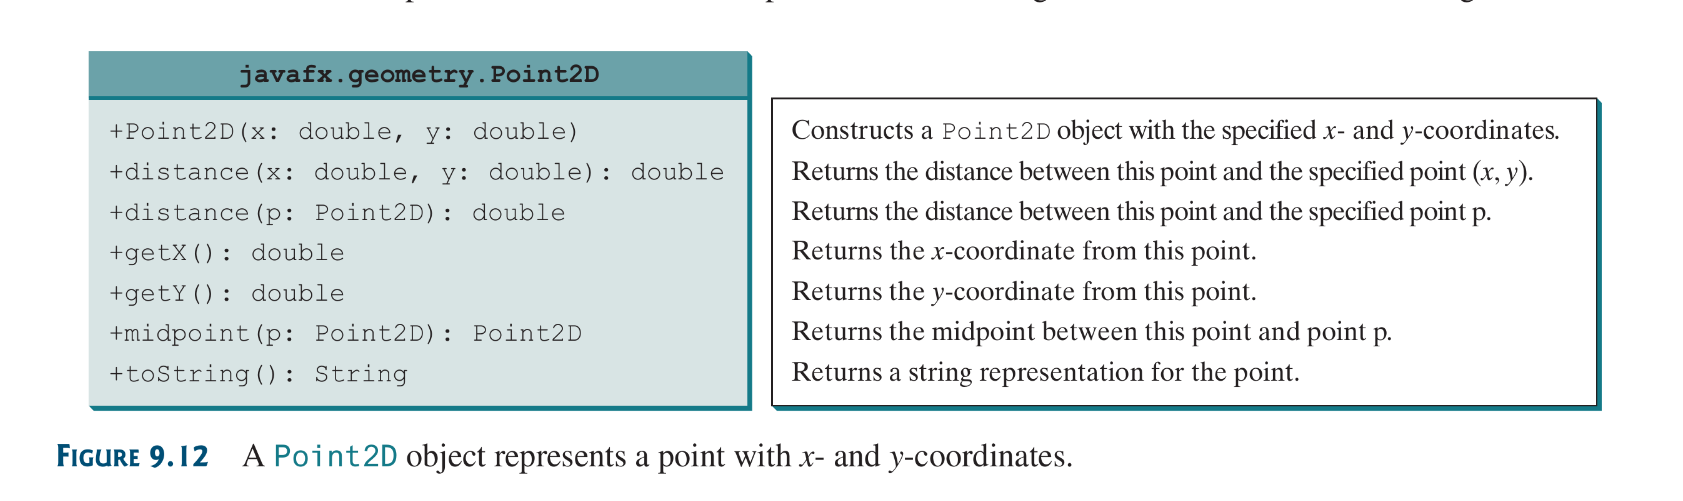 javafx.geometry.Point2D
+Point2D(x: double, y: double)
Constructs a Point2D object with the specified x- and y-coordinates.
+distance(x: double, y: double): double
Returns the distance between this point and the specified point (x, y).
+distance(p: Point2D): double
Returns the distance between this point and the specified point p.
+getX(): double
Returns the x-coordinate from this point.
+getY(): double
Returns the y-coordinate from this point.
+midpoint(p: Point2D): Point2D
Returns the midpoint between this point and point p.
+toString(): String
Returns a string representation for the point.
FIGURE 9.12 A Point2D object represents a point with x- and y-coordinates.